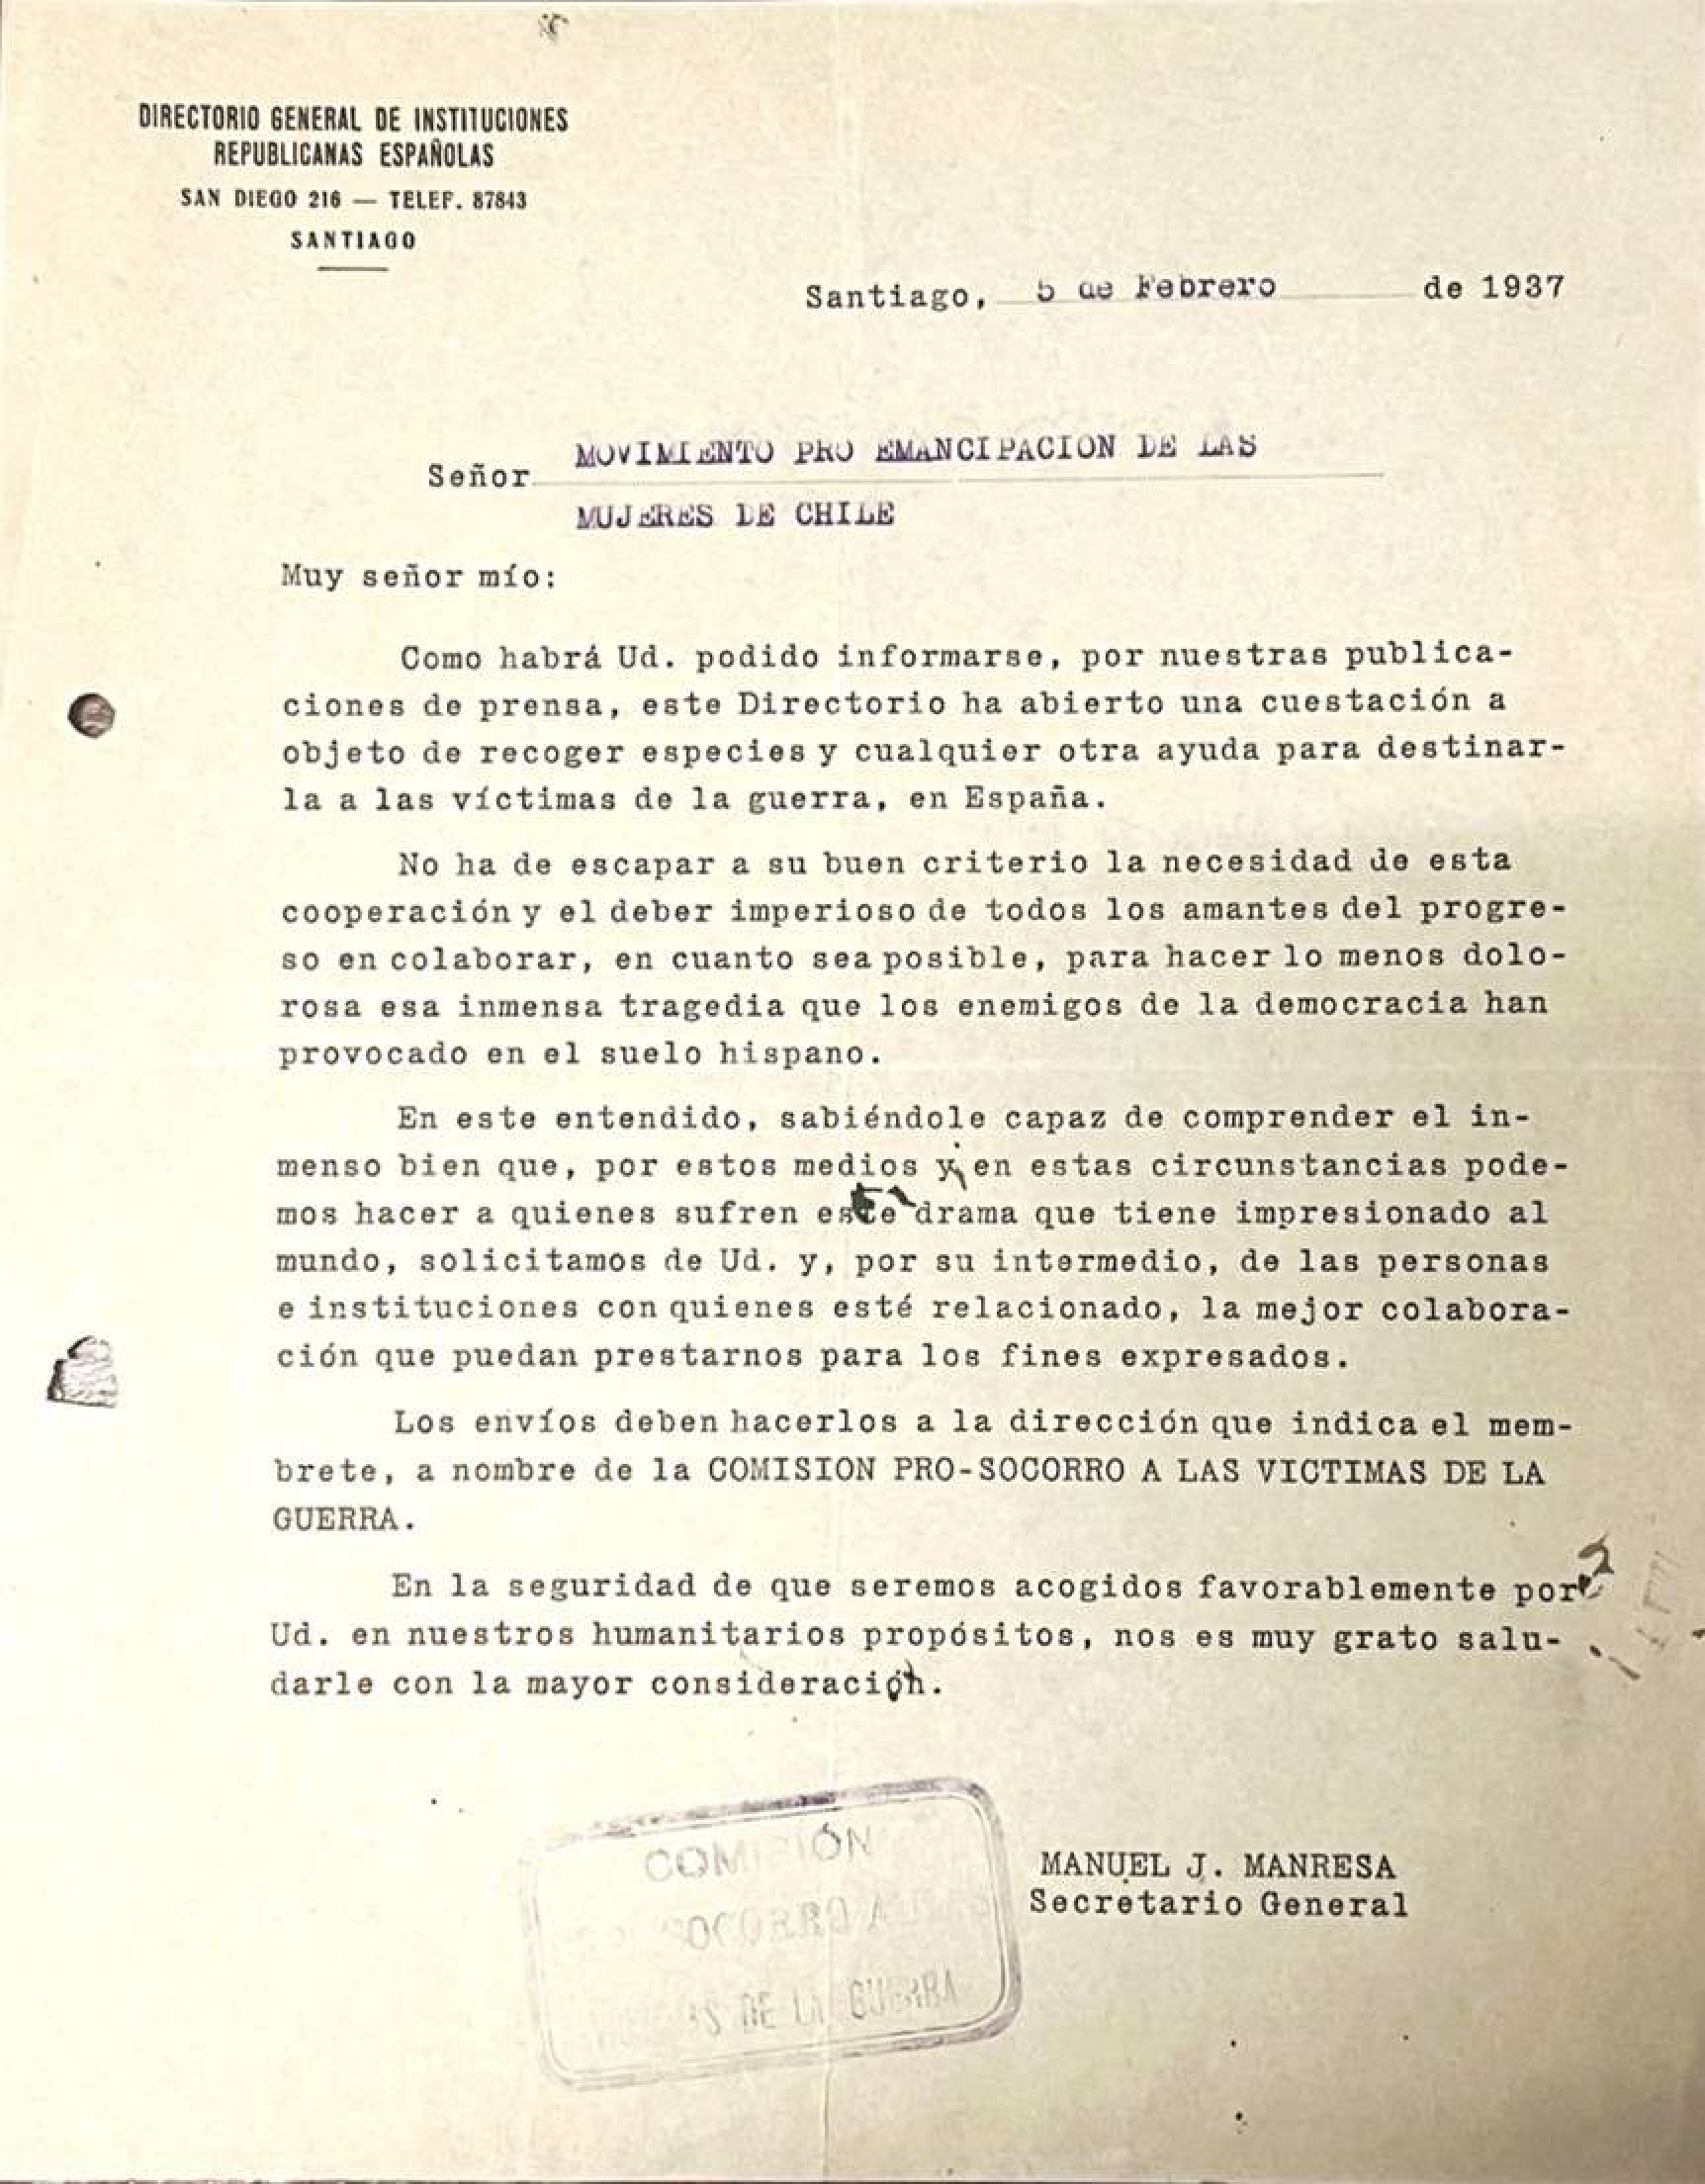 DIRECTORIO GENERAL DE INSTITUCIONES
REPUBLICANAS ESPAÑOLAS
SAN DIEGO 216 — TELEF. 87843
SANTIAGO
Santiago, 5 de Febrero de 1937
MOVIMIENTO PRO EMANCIPACION DE LAS
Señor
MUJERES DE CHILE
Muy señor mío:
Como habrá Ud. podido informarse, por nuestras publica-
ciones de prensa, este Directorio ha abierto una cuestación a
objeto de recoger especies y cualquier otra ayuda para destinar-
la a las víctimas de la guerra, en España.
No ha de escapar a su buen criterio la necesidad de esta
cooperación y el deber imperioso de todos los amantes del progre-
so en colaborar, en cuanto sea posible, para hacer lo menos dolo-
rosa esa inmensa tragedia que los enemigos de la democracia han
provocado en el suelo hispano.
En este entendido, sabiéndole capaz de comprender el in-
menso bien que, por estos medios y en estas circunstancias pode-
mos hacer a quienes sufren este drama que tiene impresionado al
mundo, solicitamos de Ud. y, por su intermedio, de las personas
e instituciones con quienes esté relacionado, la mejor colabora-
ción que puedan prestarnos para los fines expresados.
Los envíos deben hacerlos a la dirección que indica el mem-
brete, a nombre de la COMISION PRO-SOCORRO A LAS VICTIMAS DE LA
GUERRA.
En la seguridad de que seremos acogidos favorablemente por
Ud. en nuestros humanitarios propósitos, nos es muy grato salu-
darle con la mayor consideración.
COMISIÓN
SOCORRO A
DE LA GUERRA
MANUEL J. MANRESA
Secretario General